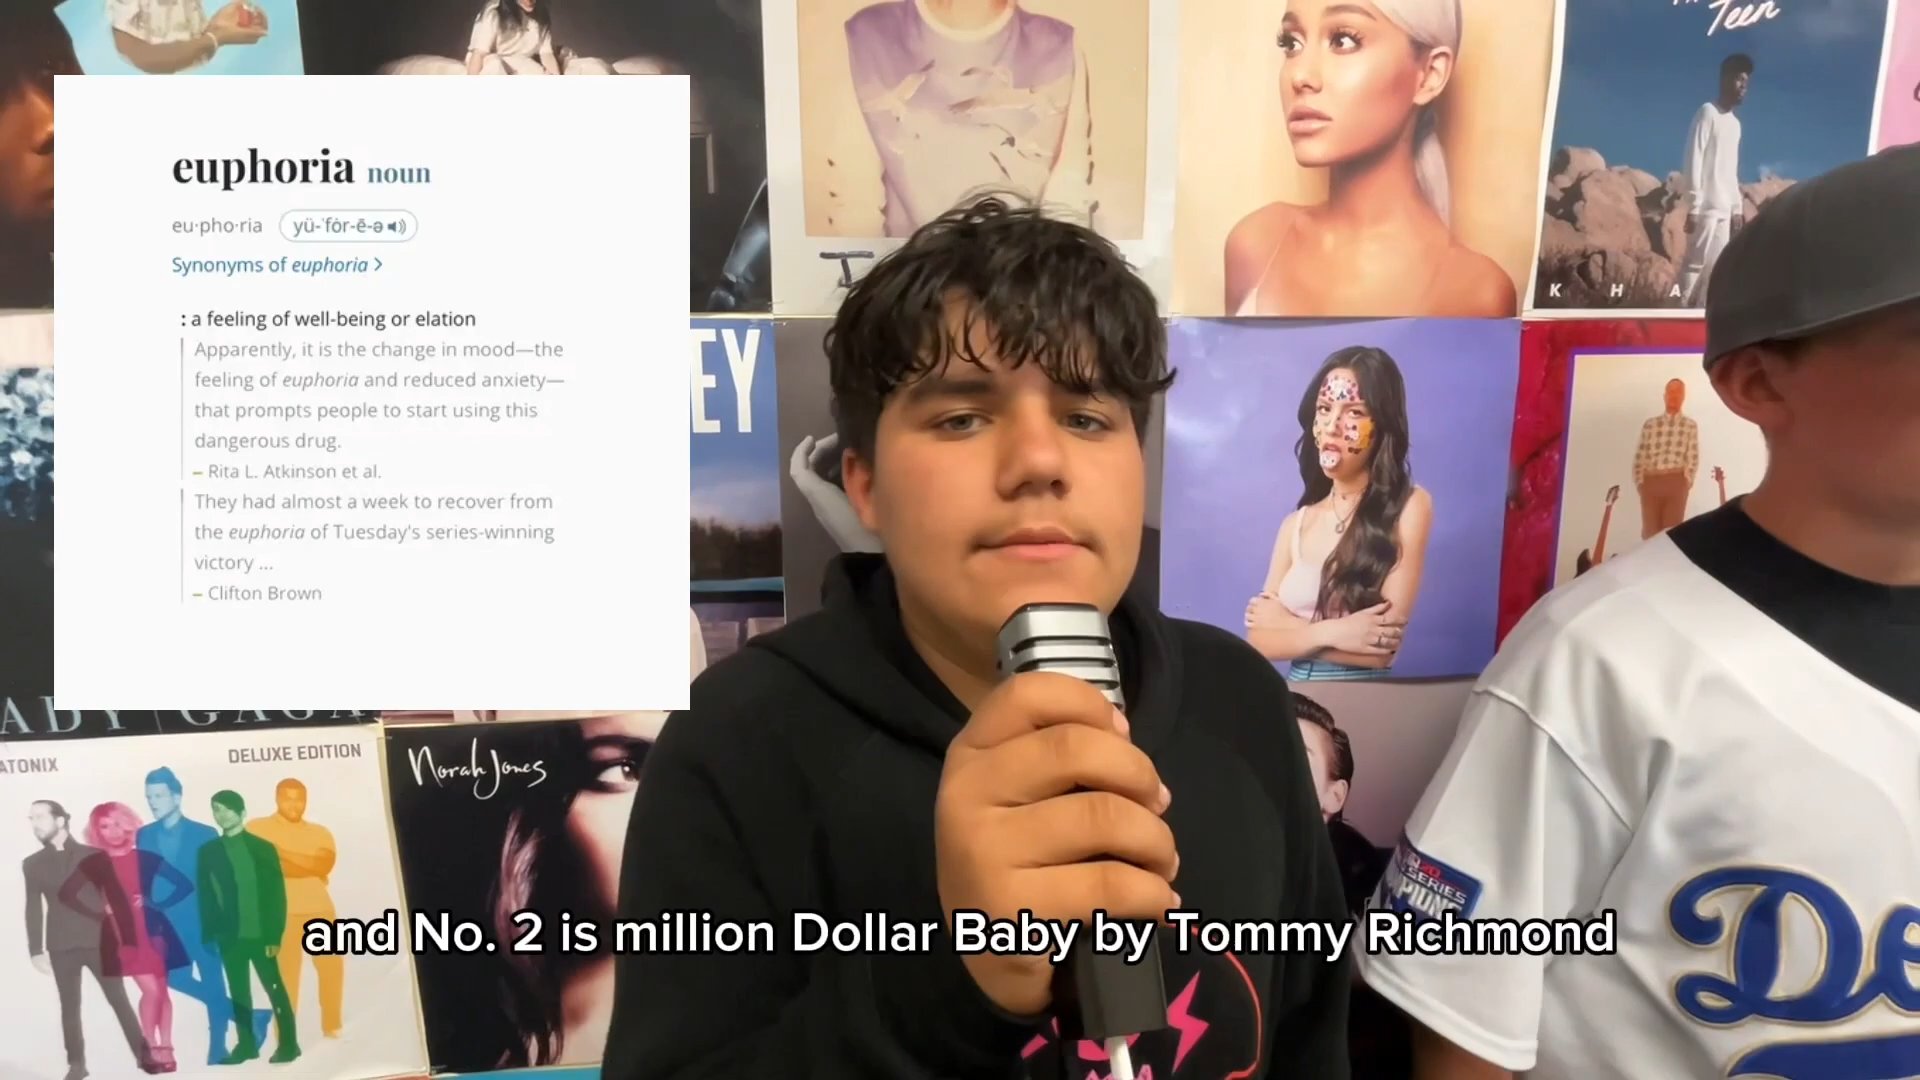 Teen
euphoria noun
eu·pho·ria yü-ˈfȯr-ē-ə
Synonyms of euphoria >
: a feeling of well-being or elation
Apparently, it is the change in mood—the
feeling of euphoria and reduced anxiety—
that prompts people to start using this
dangerous drug.
– Rita L. Atkinson et al.
They had almost a week to recover from
the euphoria of Tuesday's series-winning
victory ...
– Clifton Brown
K H A
EY
ADY | GAGA
ATONIX
DELUXE EDITION
Norah Jones
SERIES
and No. 2 is million Dollar Baby by Tommy Richmond
Do